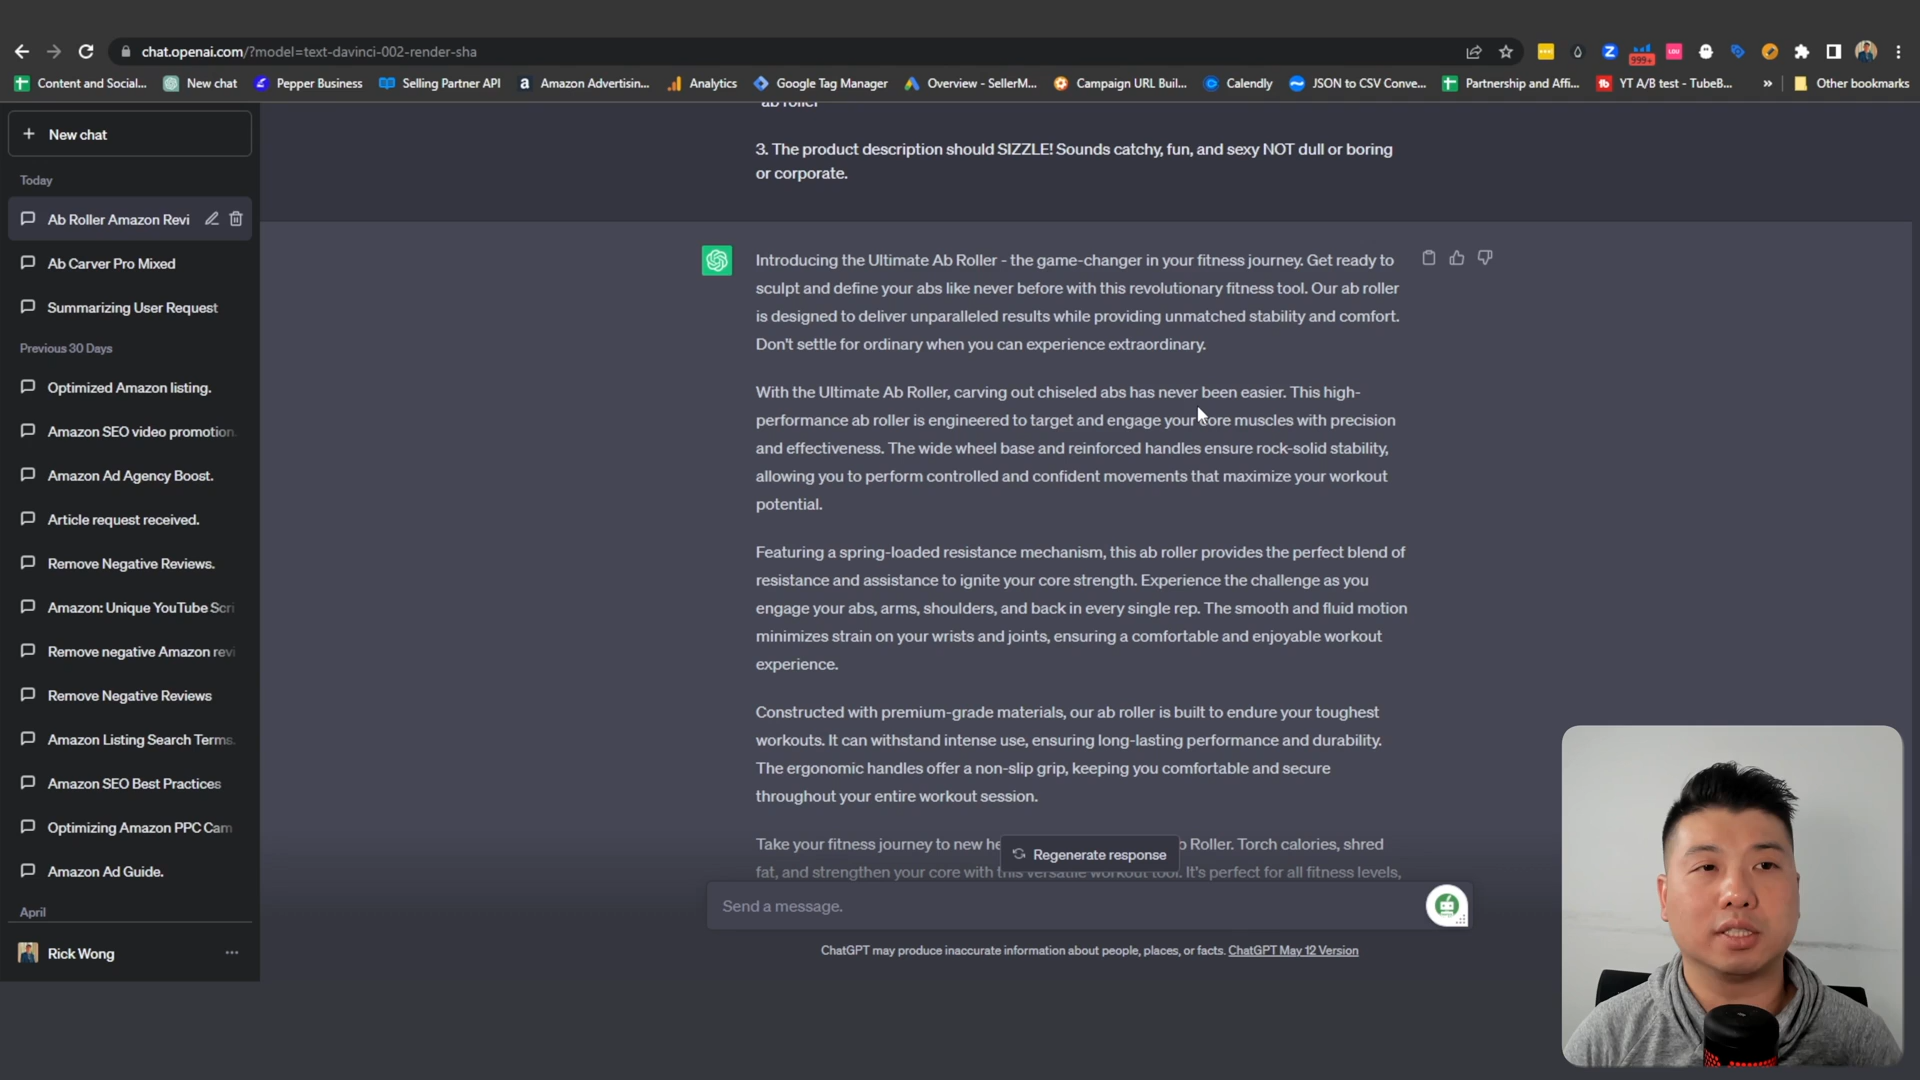 chat.openai.com/?model=text-davinci-002-render-sha
999+
Content and Social...
New chat
Pepper Business
Selling Partner API
a
Amazon Advertisin...
Analytics
Google Tag Manager
Overview - SellerM...
Campaign URL Buil...
Calendly
JSON to CSV Conve...
Partnership and Affi...
YT A/B test - TubeB...
»
Other bookmarks
+ New chat
Today
Ab Roller Amazon Revi
Ab Carver Pro Mixed
Summarizing User Request
Previous 30 Days
Optimized Amazon listing.
Amazon SEO video promotion.
Amazon Ad Agency Boost.
Article request received.
Remove Negative Reviews.
Amazon: Unique YouTube Scri
Remove negative Amazon revi
Remove Negative Reviews
Amazon Listing Search Terms.
Amazon SEO Best Practices
Optimizing Amazon PPC Cam
Amazon Ad Guide.
April
Rick Wong
ab roller
3. The product description should SIZZLE! Sounds catchy, fun, and sexy NOT dull or boring
or corporate.
Introducing the Ultimate Ab Roller - the game-changer in your fitness journey. Get ready to
sculpt and define your abs like never before with this revolutionary fitness tool. Our ab roller
is designed to deliver unparalleled results while providing unmatched stability and comfort.
Don't settle for ordinary when you can experience extraordinary.
With the Ultimate Ab Roller, carving out chiseled abs has never been easier. This high-
performance ab roller is engineered to target and engage your core muscles with precision
and effectiveness. The wide wheel base and reinforced handles ensure rock-solid stability,
allowing you to perform controlled and confident movements that maximize your workout
potential.
Featuring a spring-loaded resistance mechanism, this ab roller provides the perfect blend of
resistance and assistance to ignite your core strength. Experience the challenge as you
engage your abs, arms, shoulders, and back in every single rep. The smooth and fluid motion
minimizes strain on your wrists and joints, ensuring a comfortable and enjoyable workout
experience.
Constructed with premium-grade materials, our ab roller is built to endure your toughest
workouts. It can withstand intense use, ensuring long-lasting performance and durability.
The ergonomic handles offer a non-slip grip, keeping you comfortable and secure
throughout your entire workout session.
Take your fitness journey to new he b Roller. Torch calories, shred
Regenerate response
fat, and strengthen your core with this versatile workout tool. It's perfect for all fitness levels,
Send a message.
ChatGPT may produce inaccurate information about people, places, or facts. ChatGPT May 12 Version